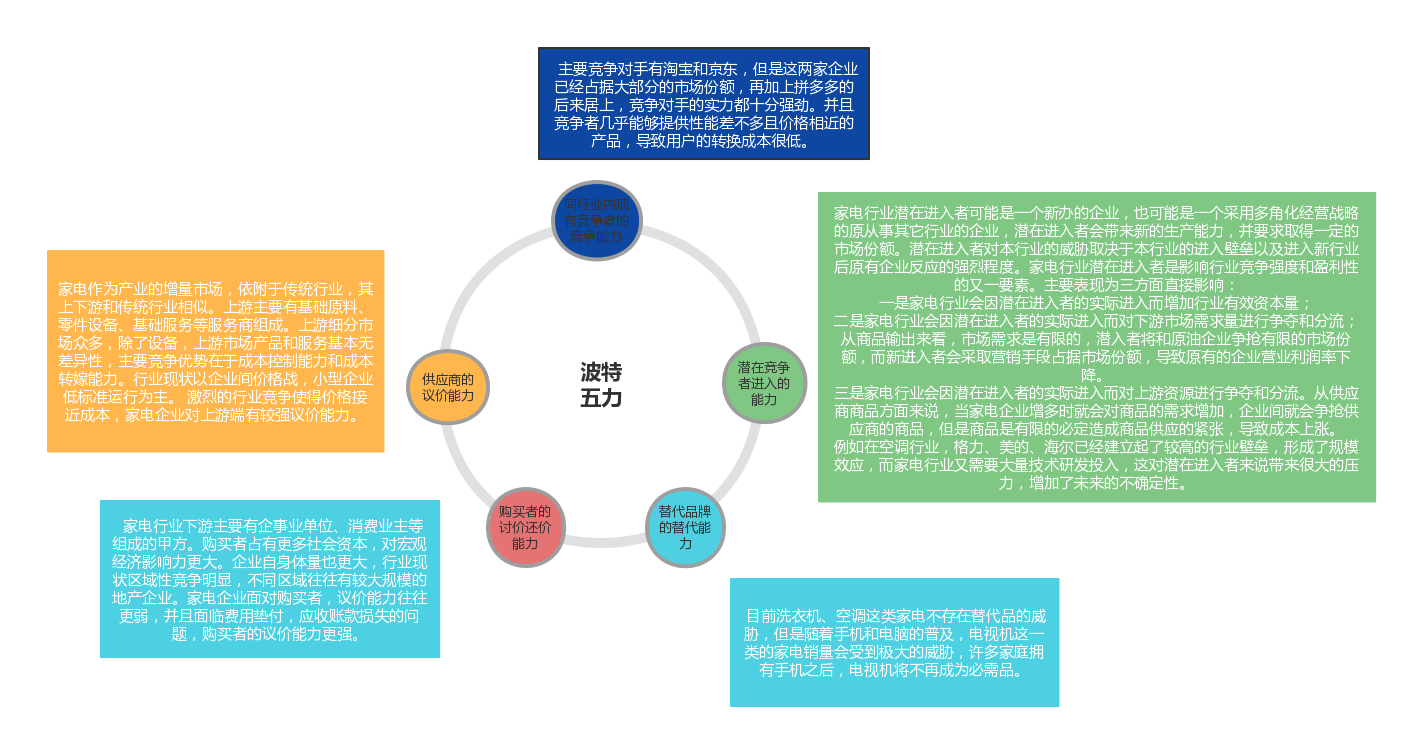 主要竞争对手有淘宝和京东，但是这两家企业
已经占据大部分的市场份额，再加上拼多多的
后来居上，竞争对手的实力都十分强劲。并且
竞争者几乎能够提供性能差不多且价格相近的
产品，导致用户的转换成本很低。
同行业内现
有竞争者的
竞争能力
家电行业潜在进入者可能是一个新办的企业，也可能是一个采用多角化经营战略
的原从事其它行业的企业，潜在进入者会带来新的生产能力，并要求取得一定的
市场份额。潜在进入者对本行业的威胁取决于本行业的进入壁垒以及进入新行业
后原有企业反应的强烈程度。家电行业潜在进入者是影响行业竞争强度和盈利性
的又一要素。主要表现为三方面直接影响：
一是家电行业会因潜在进入者的实际进入而增加行业有效资本量；
二是家电行业会因潜在进入者的实际进入而对下游市场需求量进行争夺和分流；
从商品输出来看，市场需求是有限的，潜入者将和原油企业争抢有限的市场份
额，而新进入者会采取营销手段占据市场份额，导致原有的企业营业利润率下
降。
三是家电行业会因潜在进入者的实际进入而对上游资源进行争夺和分流。从供应
商商品方面来说，当家电企业增多时就会对商品的需求增加，企业间就会争抢供
应商的商品，但是商品是有限的必定造成商品供应的紧张，导致成本上涨。
例如在空调行业，格力、美的、海尔已经建立起了较高的行业壁垒，形成了规模
效应，而家电行业又需要大量技术研发投入，这对潜在进入者来说带来很大的压
力，增加了未来的不确定性。
家电作为产业的增量市场，依附于传统行业，其
上下游和传统行业相似。上游主要有基础原料、
零件设备、基础服务等服务商组成。上游细分市
场众多，除了设备，上游市场产品和服务基本无
差异性，主要竞争优势在于成本控制能力和成本
转嫁能力。行业现状以企业间价格战，小型企业
低标准运行为主。 激烈的行业竞争使得价格接
近成本，家电企业对上游端有较强议价能力。
供应商的
议价能力
波特
五力
潜在竞争
者进入的
能力
购买者的
讨价还价
能力
替代品牌
的替代能
力
家电行业下游主要有企事业单位、消费业主等
组成的甲方。购买者占有更多社会资本，对宏观
经济影响力更大。企业自身体量也更大，行业现
状区域性竞争明显，不同区域往往有较大规模的
地产企业。家电企业面对购买者，议价能力往往
更弱，并且面临费用垫付，应收账款损失的问
题，购买者的议价能力更强。
目前洗衣机、空调这类家电不存在替代品的威
胁，但是随着手机和电脑的普及，电视机这一
类的家电销量会受到极大的威胁，许多家庭拥
有手机之后，电视机将不再成为必需品。